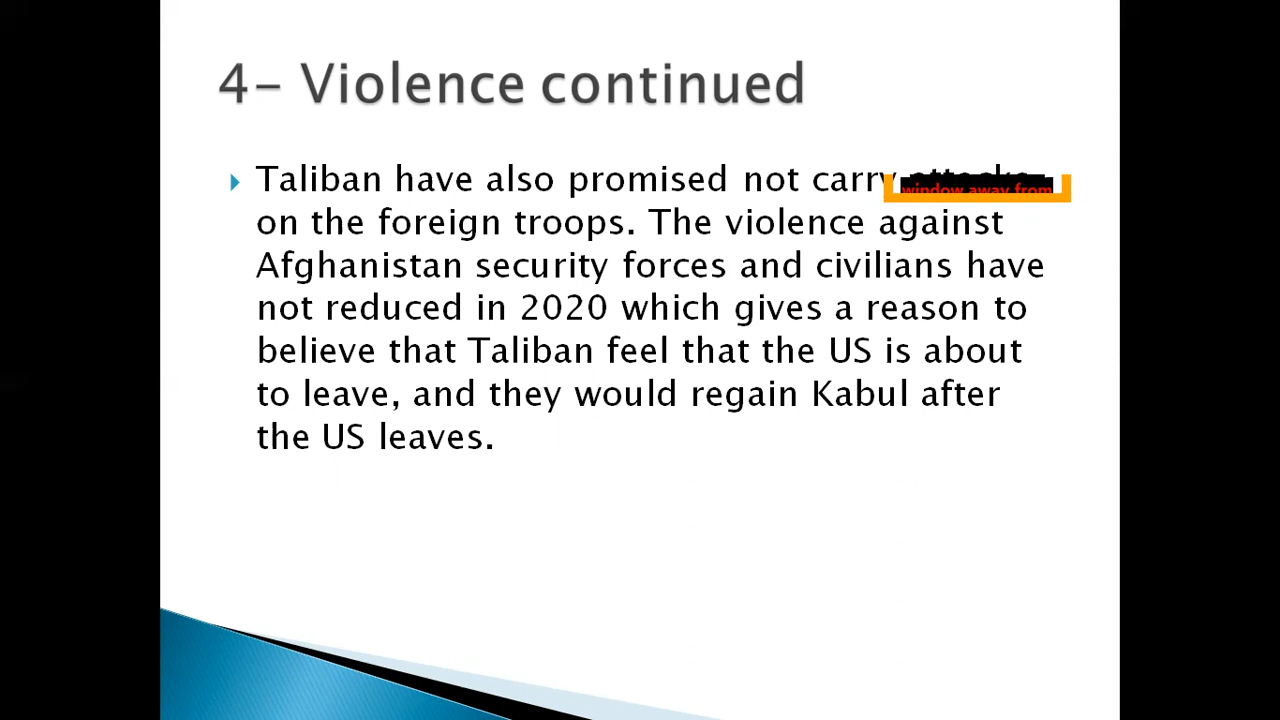 4- Violence continued
Taliban have also promised not carry attacks
window away from
on the foreign troops. The violence against
Afghanistan security forces and civilians have
not reduced in 2020 which gives a reason to
believe that Taliban feel that the US is about
to leave, and they would regain Kabul after
the US leaves.